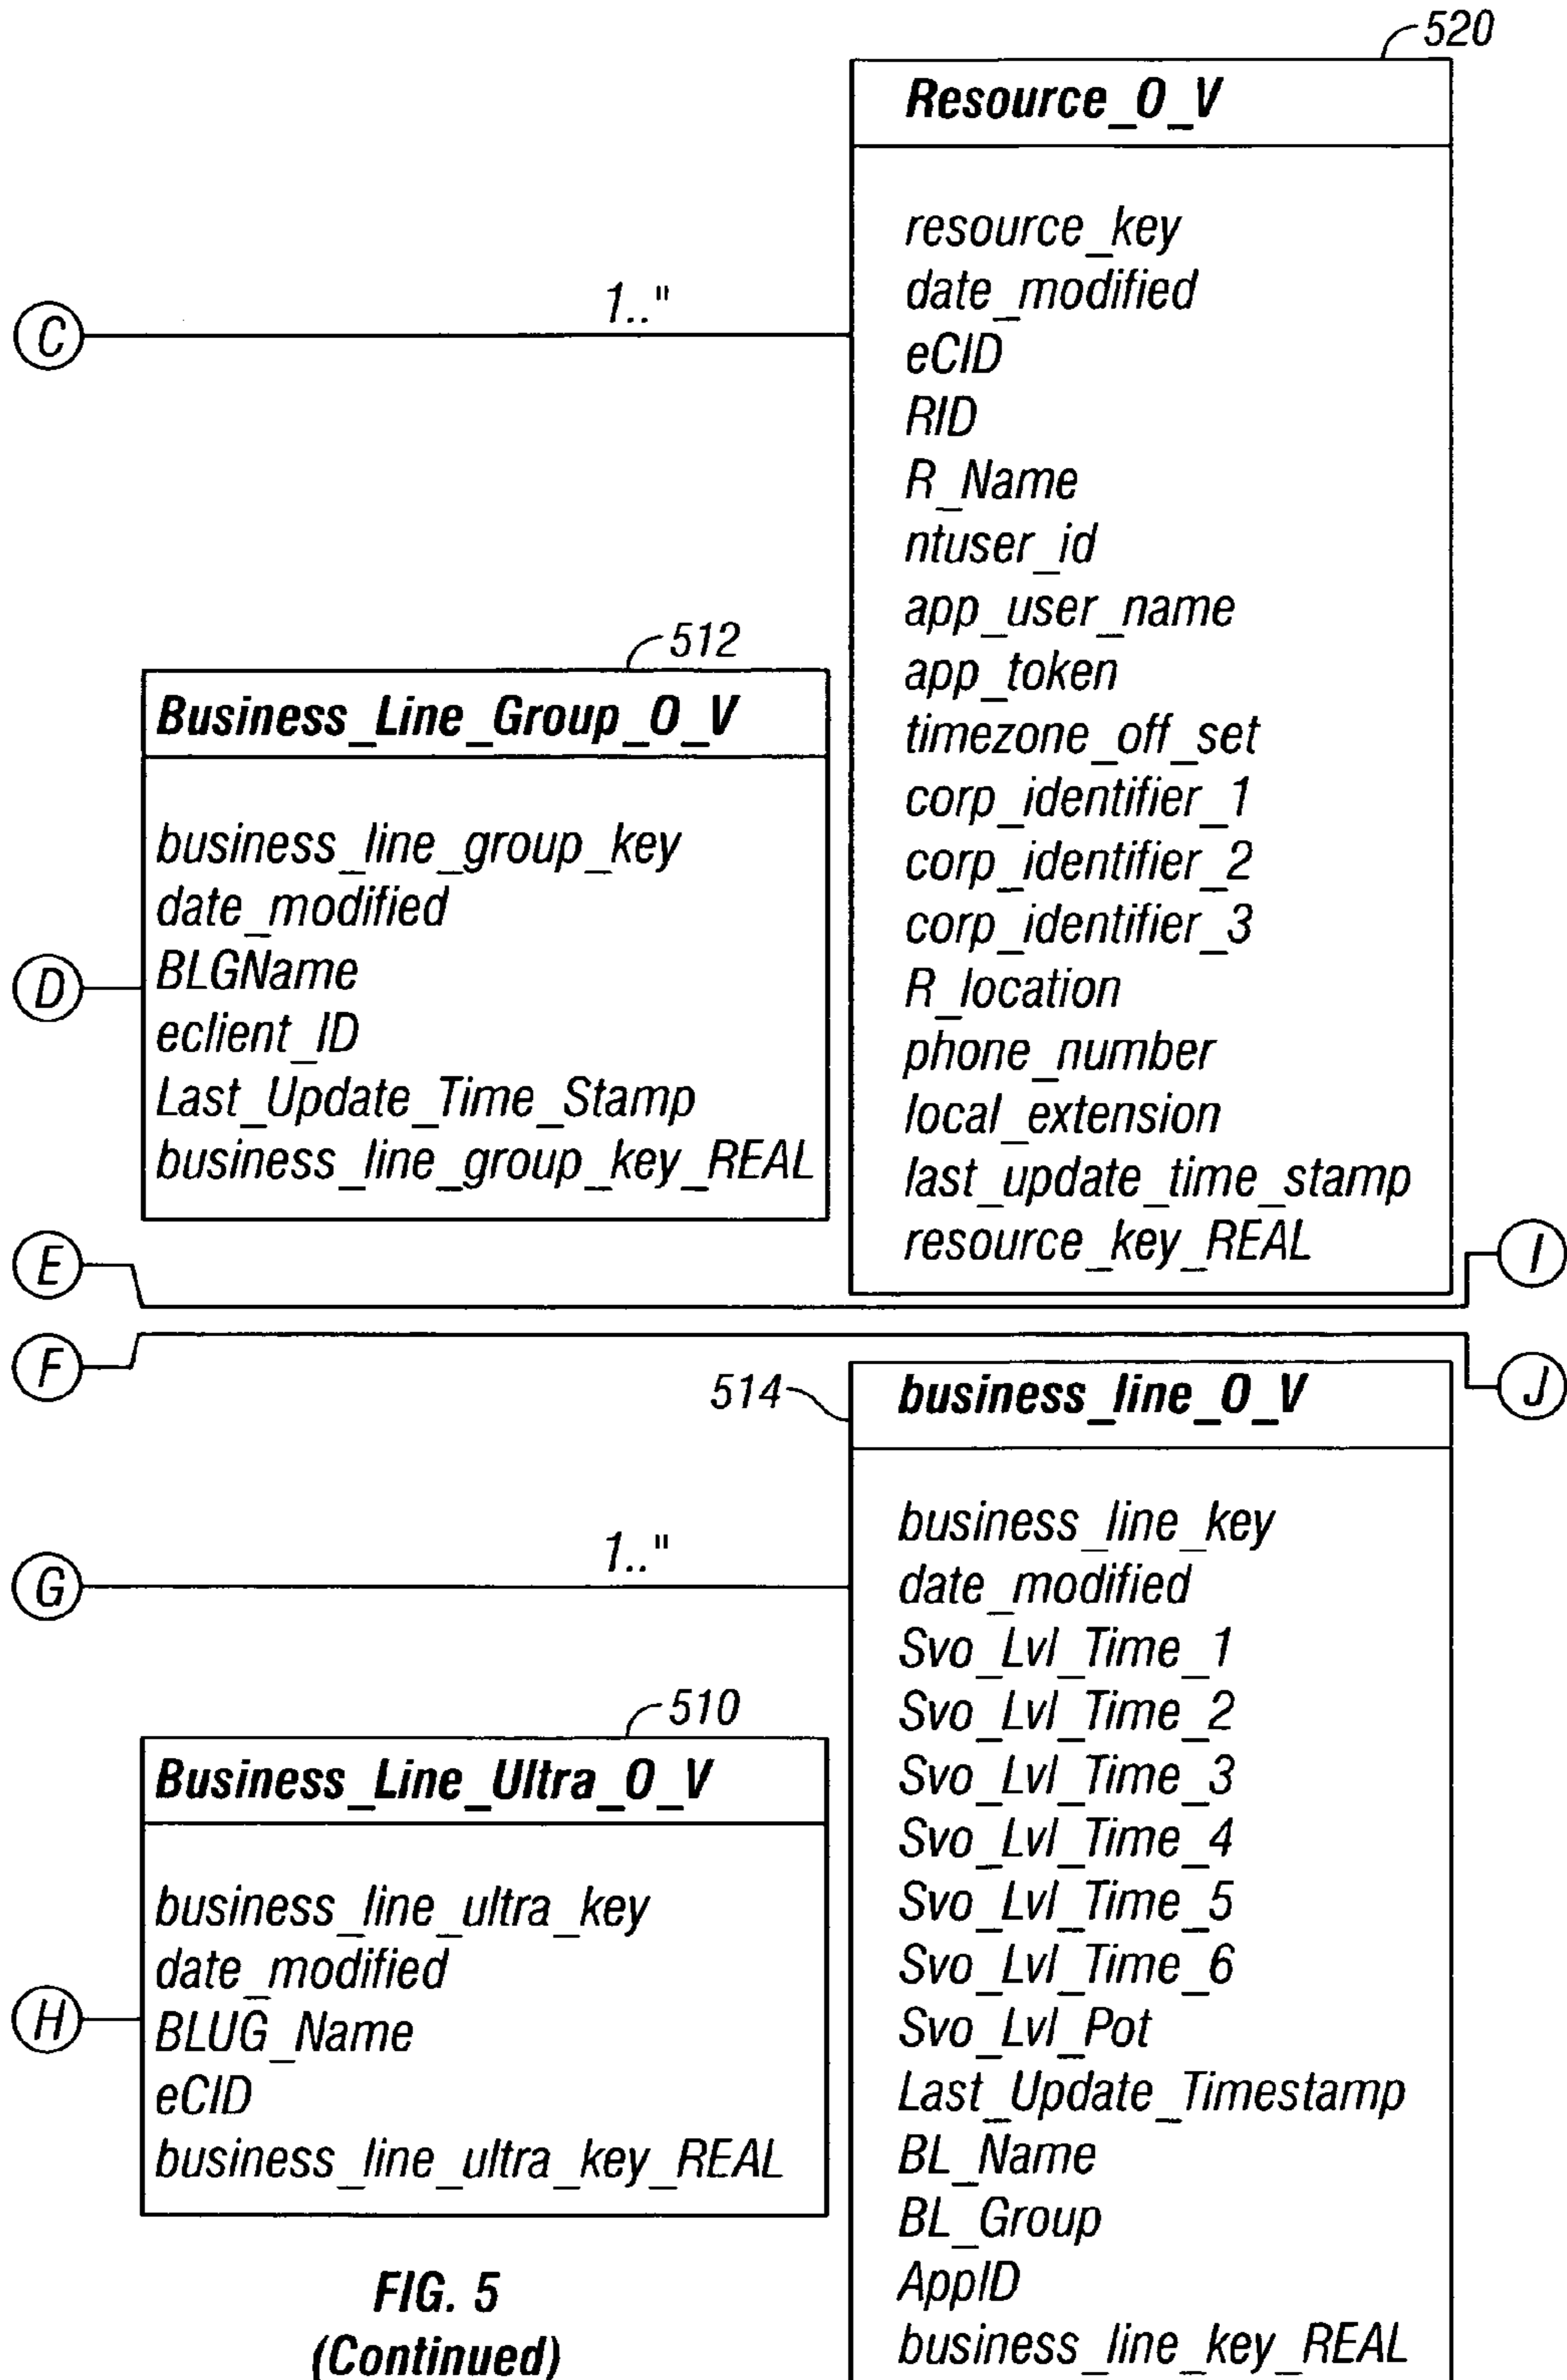 520
Resource_O_V
resource_key
date_modified
eCID
RID
R_Name
ntuser_id
app_user_name
app_token
timezone_off_set
corp_identifier_1
corp_identifier_2
corp_identifier_3
R_location
phone_number
local_extension
last_update_time_stamp
resource_key_REAL
C
1.."
512
Business_Line_Group_O_V
business_line_group_key
date_modified
BLGName
eclient_ID
Last_Update_Time_Stamp
business_line_group_key_REAL
D
E
I
F
J
514
business_line_O_V
business_line_key
date_modified
Svo_Lvl_Time_1
Svo_Lvl_Time_2
Svo_Lvl_Time_3
Svo_Lvl_Time_4
Svo_Lvl_Time_5
Svo_Lvl_Time_6
Svo_Lvl_Pot
Last_Update_Timestamp
BL_Name
BL_Group
AppID
business_line_key_REAL
G
1.."
510
Business_Line_Ultra_O_V
business_line_ultra_key
date_modified
BLUG_Name
eCID
business_line_ultra_key_REAL
H
FIG. 5
(Continued)